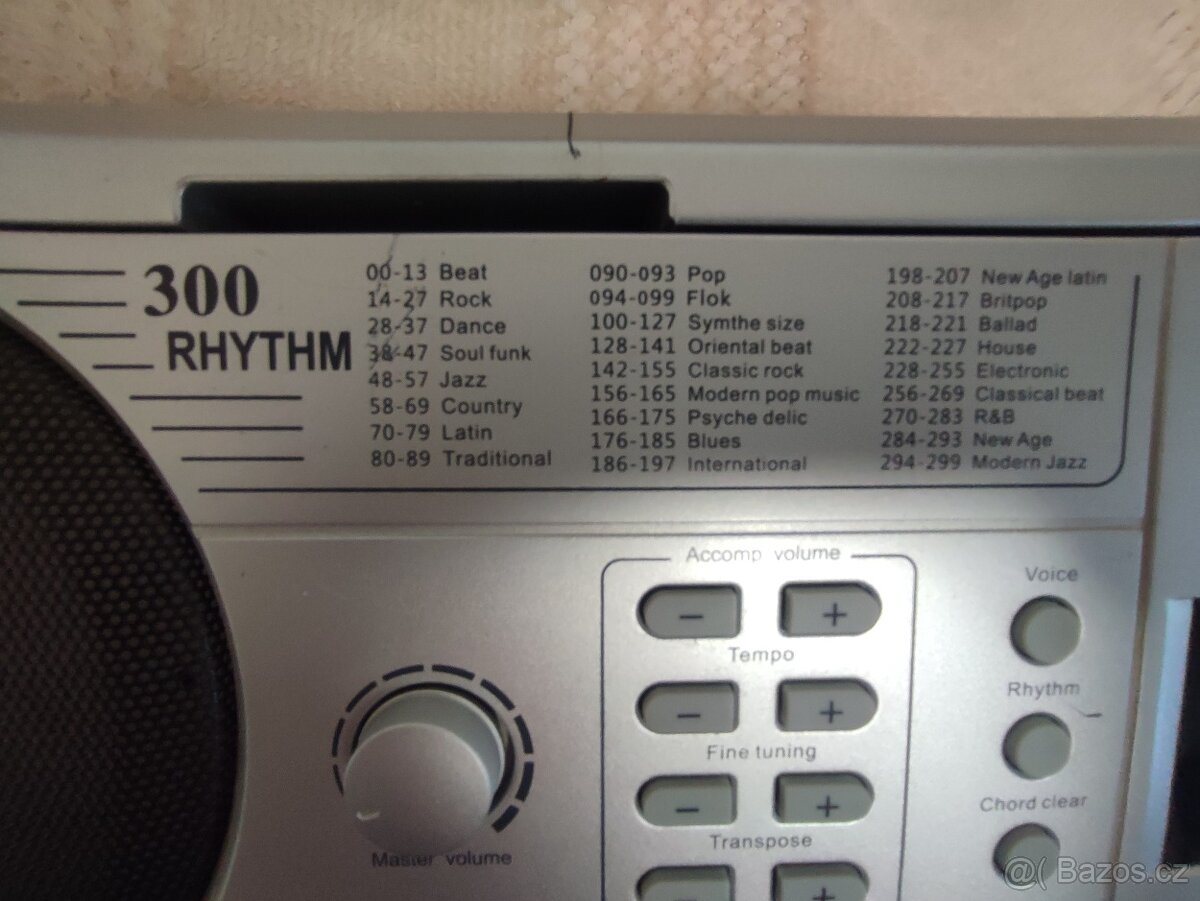 300
RHYTHM
00-13 Beat
14-27 Rock
28-37 Dance
38-47 Soul funk
48-57 Jazz
58-69 Country
70-79 Latin
80-89 Traditional
090-093 Pop
094-099 Flok
100-127 Symthe size
128-141 Oriental beat
142-155 Classic rock
156-165 Modern pop music
166-175 Psyche delic
176-185 Blues
186-197 International
198-207 New Age latin
208-217 Britpop
218-221 Ballad
222-227 House
228-255 Electronic
256-269 Classical beat
270-283 R&B
284-293 New Age
294-299 Modern Jazz
Accomp volume
- +
Tempo
- +
Fine tuning
- +
Transpose
- +
Master volume
Voice
Rhythm
Chord clear
@( Bazos.cz